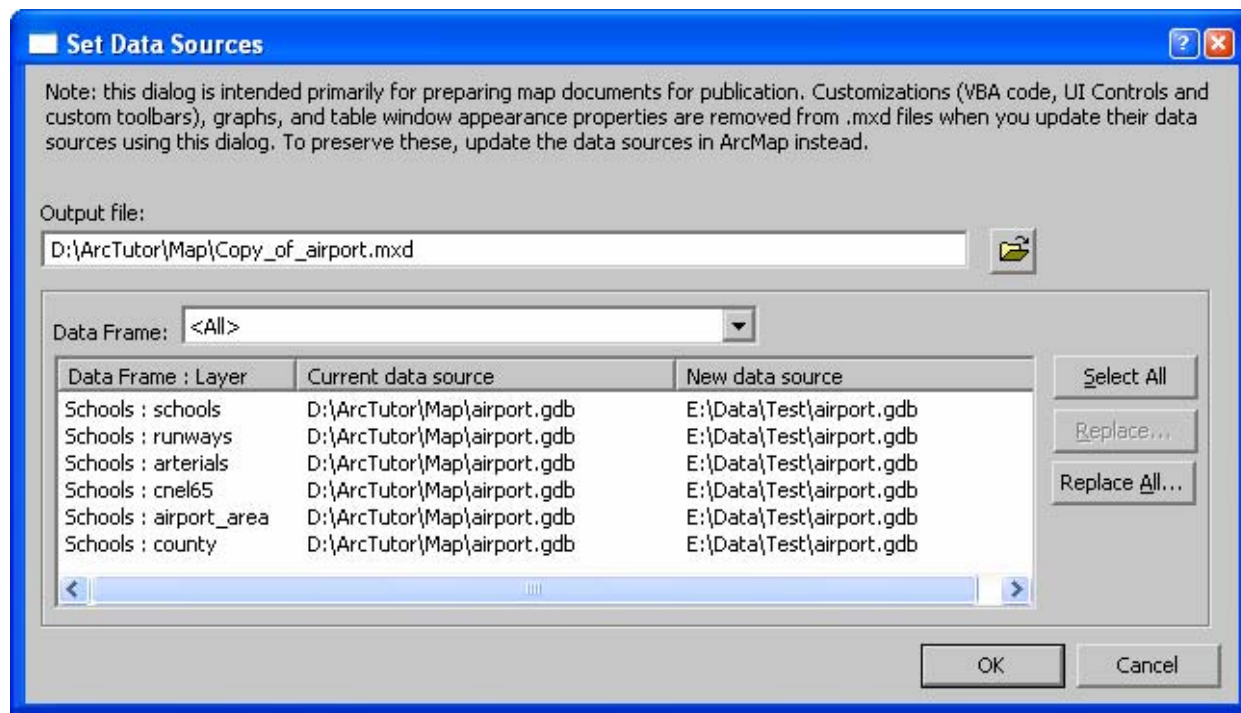 Set Data Sources
Note: this dialog is intended primarily for preparing map documents for publication. Customizations (VBA code, UI Controls and
custom toolbars), graphs, and table window appearance properties are removed from .mxd files when you update their data
sources using this dialog. To preserve these, update the data sources in ArcMap instead.
Output file:
D:\ArcTutor\Map\Copy_of_airport.mxd
Data Frame: <All>
Data Frame : Layer Current data source New data source
Schools : schools D:\ArcTutor\Map\airport.gdb E:\Data\Test\airport.gdb
Schools : runways D:\ArcTutor\Map\airport.gdb E:\Data\Test\airport.gdb
Schools : arterials D:\ArcTutor\Map\airport.gdb E:\Data\Test\airport.gdb
Schools : cnel65 D:\ArcTutor\Map\airport.gdb E:\Data\Test\airport.gdb
Schools : airport_area D:\ArcTutor\Map\airport.gdb E:\Data\Test\airport.gdb
Schools : county D:\ArcTutor\Map\airport.gdb E:\Data\Test\airport.gdb
Select All
Replace...
Replace All...
OK Cancel